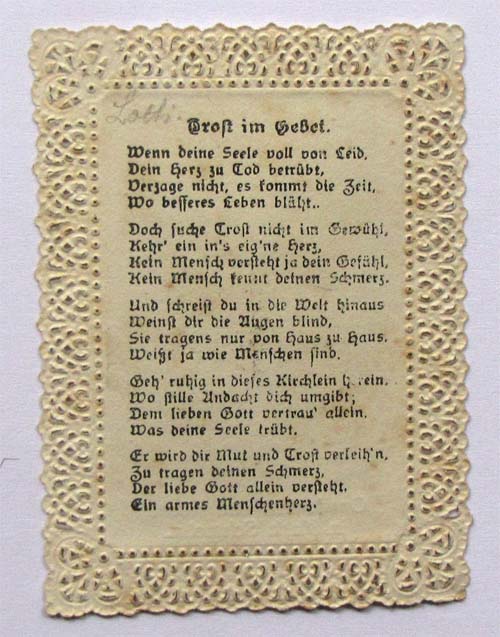 Lotti.
Trost im Gebet.
Wenn deine Seele voll von Leid,
Dein Herz zu Tod betrübt,
Verzage nicht, es kommt die Zeit,
Wo besseres Leben blüht..
Doch suche Trost nicht im Gewühl,
Kehr' ein in's eig'ne Herz,
Kein Mensch versteht ja dein Gefühl,
Kein Mensch kennt deinen Schmerz.
Und schreist du in die Welt hinaus
Weinst dir die Augen blind,
Sie tragens nur von Haus zu Haus.
Weißt ja wie Menschen sind.
Geh' ruhig in dieses Kirchlein herein.
Wo stille Andacht dich umgibt;
Dem lieben Gott vertrau' allein.
Was deine Seele trübt.
Er wird dir Mut und Trost verleih'n,
Zu tragen deinen Schmerz,
Der liebe Gott allein versteht.
Ein armes Menschenherz.